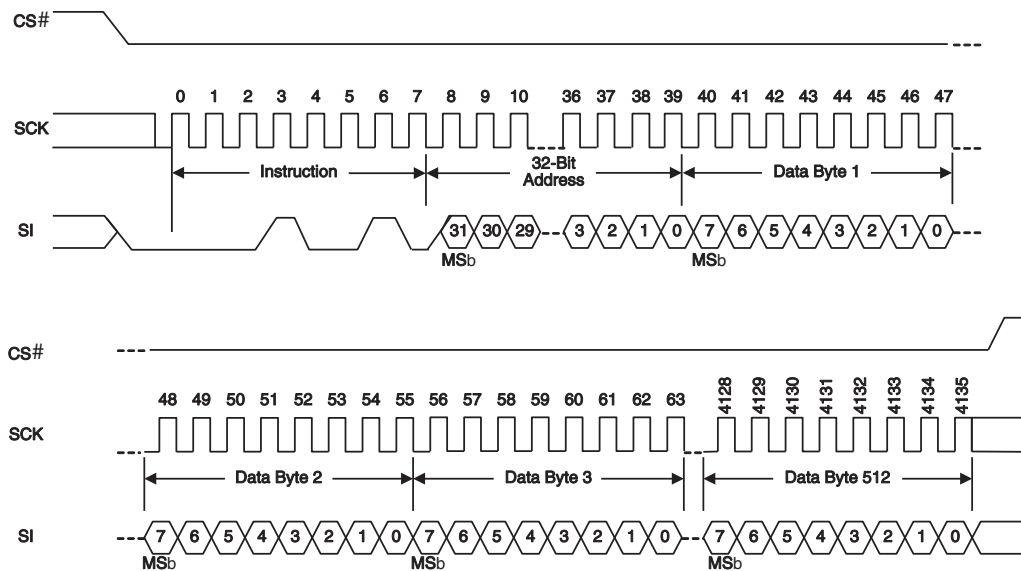 CS#
0 1 2 3 4 5 6 7 8 9 10 36 37 38 39 40 41 42 43 44 45 46 47
SCK
Instruction
32-Bit
Address
Data Byte 1
SI
31 30 29 3 2 1 0 7 6 5 4 3 2 1 0
MSb MSb
CS#
48 49 50 51 52 53 54 55 56 57 58 59 60 61 62 63 4128 4129 4130 4131 4132 4133 4134 4135
SCK
Data Byte 2 Data Byte 3 Data Byte 512
SI
7 6 5 4 3 2 1 0 7 6 5 4 3 2 1 0 7 6 5 4 3 2 1 0
MSb MSb MSb